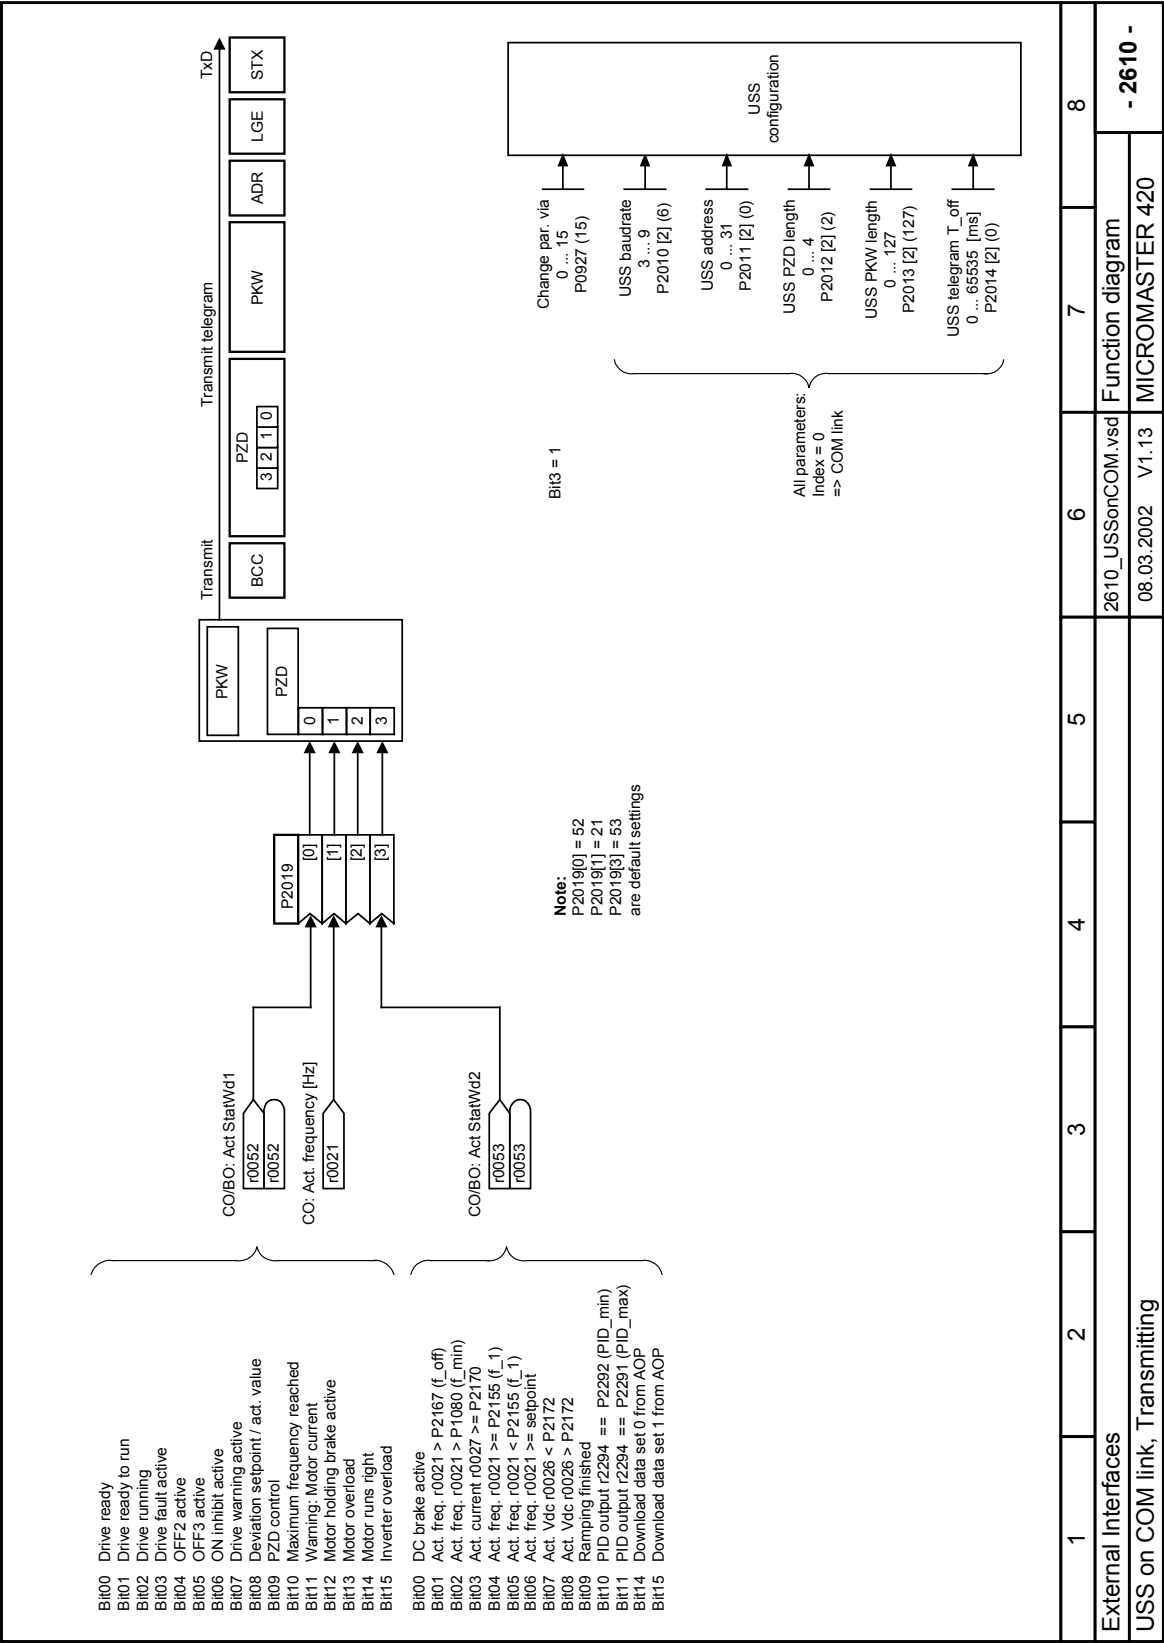 Bit00 Drive ready
Bit01 Drive ready to run
Bit02 Drive running
Bit03 Drive fault active
Bit04 OFF2 active
Bit05 OFF3 active
Bit06 ON inhibit active
Bit07 Drive warning active
Bit08 Deviation setpoint / act. value
Bit09 PZD control
Bit10 Maximum frequency reached
Bit11 Warning: Motor current
Bit12 Motor holding brake active
Bit13 Motor overload
Bit14 Motor runs right
Bit15 Inverter overload
Bit00 DC brake active
Bit01 Act. freq. r0021 > P2167 (f_off)
Bit02 Act. freq. r0021 > P1080 (f_min)
Bit03 Act. current r0027 >= P2170
Bit04 Act. freq. r0021 >= P2155 (f_1)
Bit05 Act. freq. r0021 < P2155 (f_1)
Bit06 Act. freq. r0021 >= setpoint
Bit07 Act. Vdc r0026 < P2172
Bit08 Act. Vdc r0026 > P2172
Bit09 Ramping finished
Bit10 PID output r2294 == P2292 (PID_min)
Bit11 PID output r2294 == P2291 (PID_max)
Bit14 Download data set 0 from AOP
Bit15 Download data set 1 from AOP
CO/BO: Act StatWd1
r0052
r0052
CO: Act. frequency [Hz]
r0021
CO/BO: Act StatWd2
r0053
r0053
P2019
[0]
[1]
[2]
[3]
Note:
P2019[0] = 52
P2019[1] = 21
P2019[3] = 53
are default settings
PKW
PZD
0
1
2
3
Transmit
Transmit telegram
TxD
BCC
PZD
3 2 1 0
PKW
ADR
LGE
STX
Bit3 = 1
Change par. via
0 ... 15
P0927 (15)
USS baudrate
3 ... 9
P2010 [2] (6)
USS address
0 ... 31
P2011 [2] (0)
USS PZD length
0 ... 4
P2012 [2] (2)
USS PKW length
0 ... 127
P2013 [2] (127)
USS telegram T_off
0 ... 65535 [ms]
P2014 [2] (0)
All parameters:
Index = 0
=> COM link
USS
configuration
1 2 3 4 5 6 7 8
External Interfaces
2610_USSonCOM.vsd
Function diagram
- 2610 -
USS on COM link, Transmitting
08.03.2002 V1.13
MICROMASTER 420